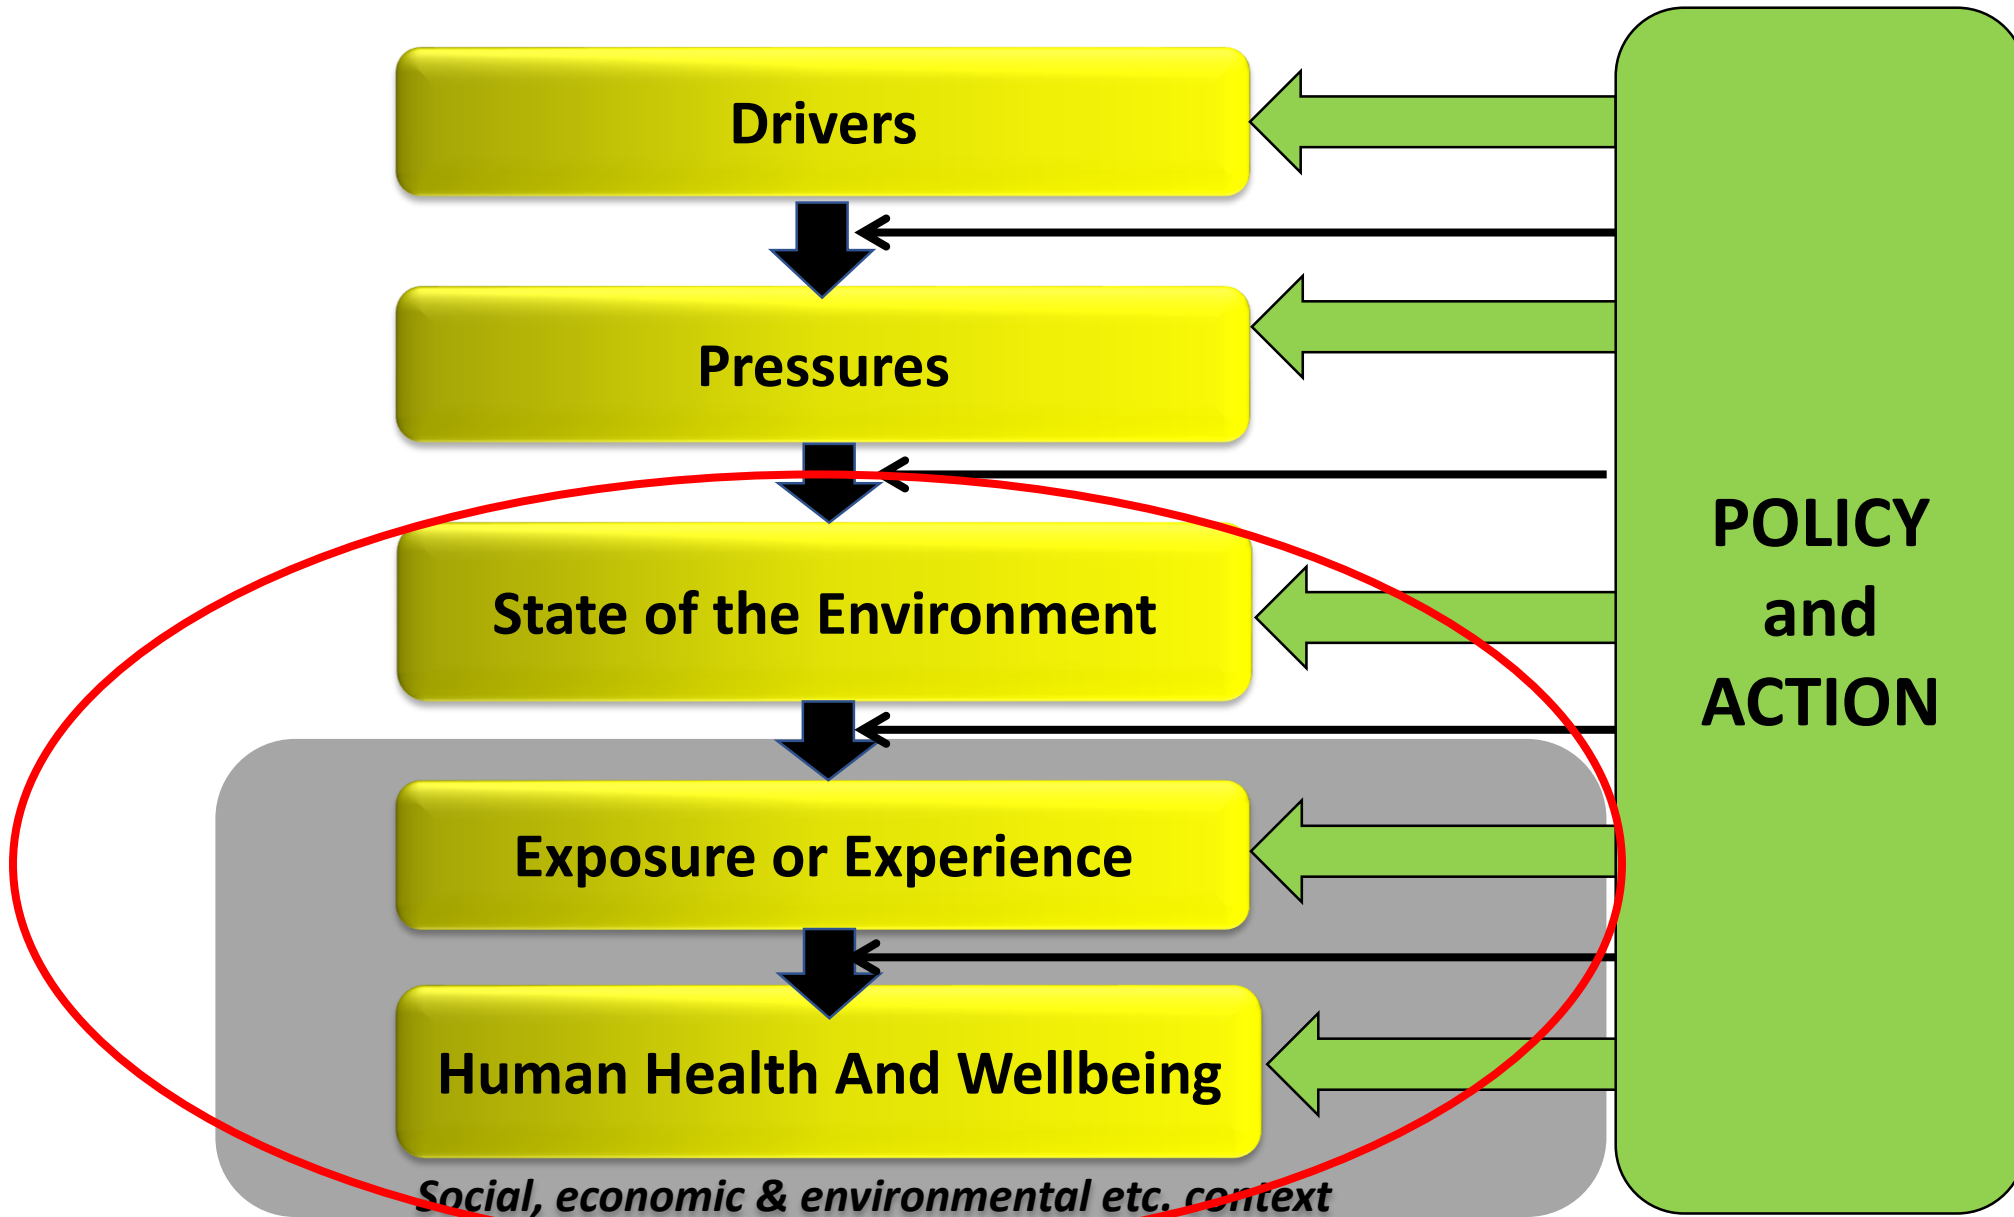 Drivers
Pressures
State of the Environment
Exposure or Experience
Human Health And Wellbeing
Social, economic & environmental etc. context
POLICY
and
ACTION